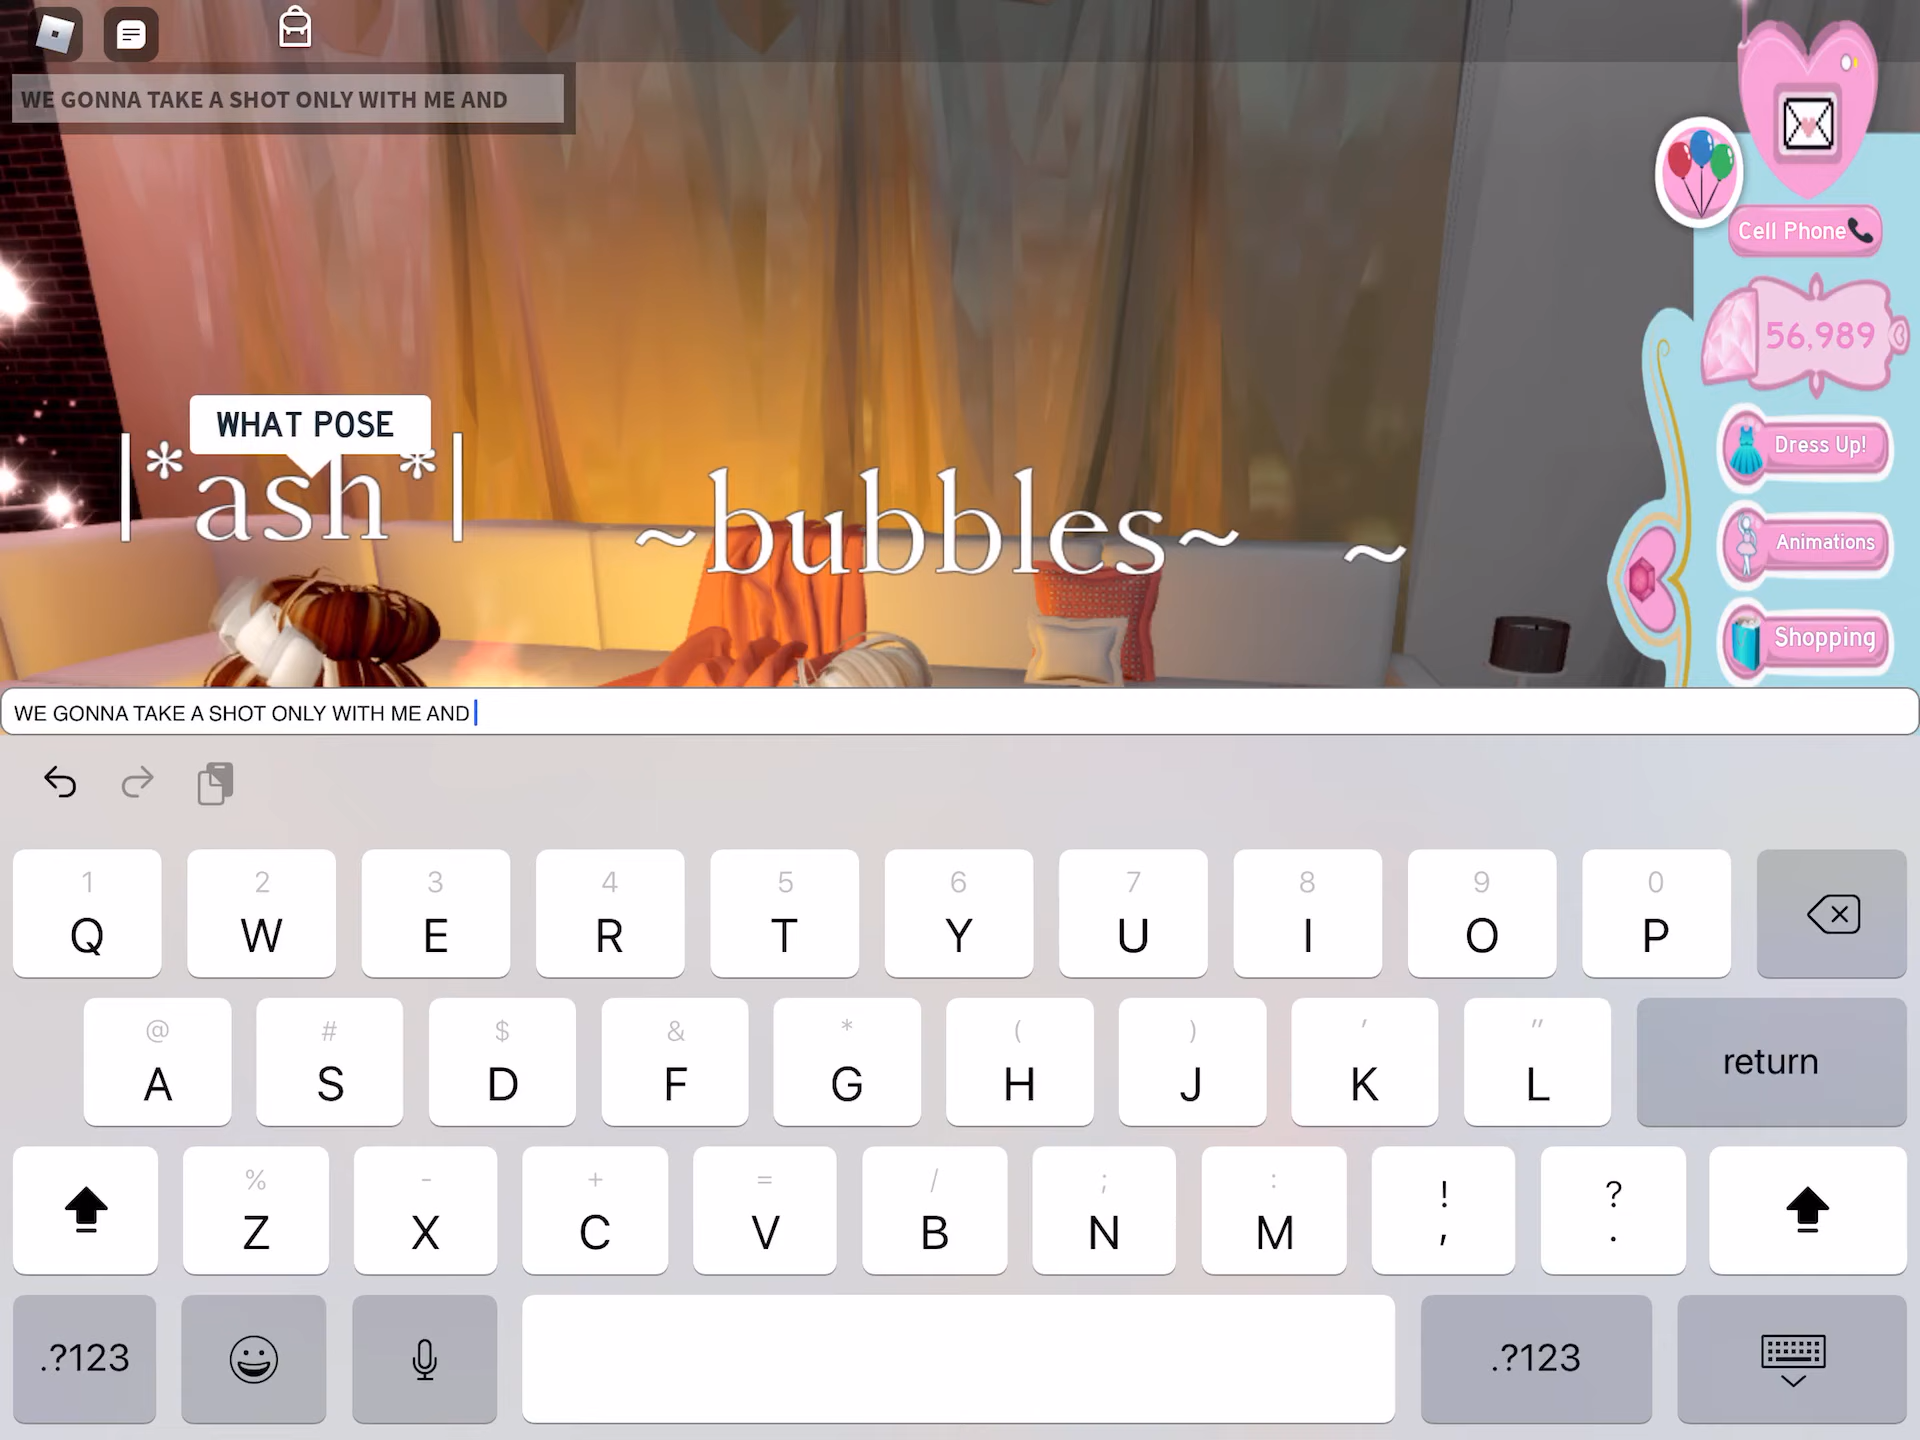 WE GONNA TAKE A SHOT ONLY WITH ME AND
Cell Phone
56,989
WHAT POSE
|*ash*|
~bubbles~ ~
Dress Up!
Animations
Shopping
WE GONNA TAKE A SHOT ONLY WITH ME AND
1 2 3 4 5 6 7 8 9 0
Q W E R T Y U I O P
@ # $ & * ( ) ' "
A S D F G H J K L return
% - + = / ; : ! ?
Z X C V B N M , .
.?123 .?123